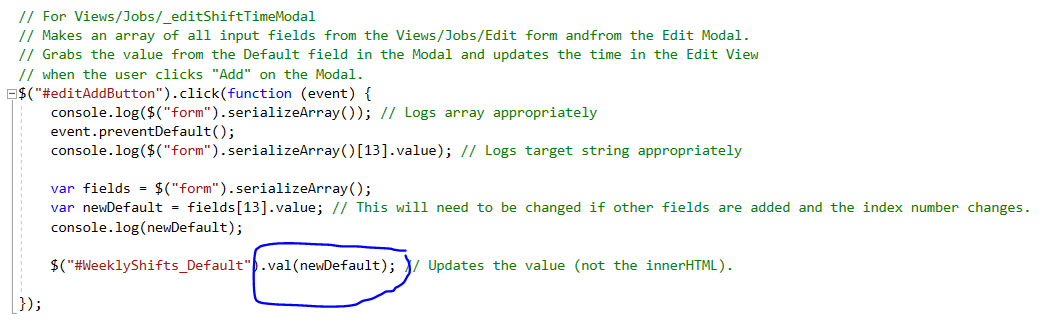 // For Views/Jobs/_editShiftTimeModal
// Makes an array of all input fields from the Views/Jobs/Edit form andfrom the Edit Modal.
// Grabs the value from the Default field in the Modal and updates the time in the Edit View
// when the user clicks "Add" on the Modal.
$("#editAddButton").click(function (event) {
console.log($("form").serializeArray()); // Logs array appropriately
event.preventDefault();
console.log($("form").serializeArray()[13].value); // Logs target string appropriately
var fields = $("form").serializeArray();
var newDefault = fields[13].value; // This will need to be changed if other fields are added and the index number changes.
console.log(newDefault);
$("#WeeklyShifts_Default").val(newDefault); // Updates the value (not the innerHTML).
});